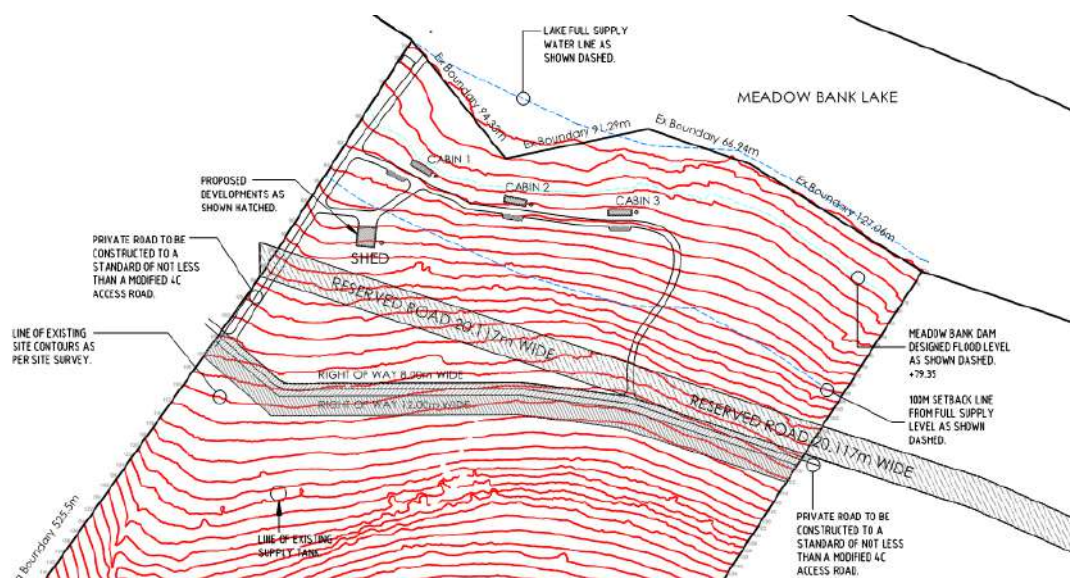 LAKE FULL SUPPLY
WATER LINE AS
SHOWN DASHED.
MEADOW BANK LAKE
Ex Boundary 94.33m
Ex Boundary 91.29m
Ex Boundary 66.94m
Ex Boundary 127.06m
CABIN 1
CABIN 2
CABIN 3
PROPOSED
DEVELOPMENTS AS
SHOWN HATCHED.
SHED
PRIVATE ROAD TO BE
CONSTRUCTED TO A
STANDARD OF NOT LESS
THAN A MODIFIED 4C
ACCESS ROAD.
RESERVED ROAD 20.117m WIDE
LINE OF EXISTING
SITE CONTOURS AS
PER SITE SURVEY.
MEADOW BANK DAM
DESIGNED FLOOD LEVEL
AS SHOWN DASHED.
+79.35
RIGHT OF WAY 8.00m WIDE
RIGHT OF WAY 12.00m WIDE
100M SETBACK LINE
FROM FULL SUPPLY
LEVEL AS SHOWN
DASHED.
RESERVED ROAD 20.117m WIDE
Boundary 525.5m
LINE OF EXISTING
SUPPLY TANK
PRIVATE ROAD TO BE
CONSTRUCTED TO A
STANDARD OF NOT LESS
THAN A MODIFIED 4C
ACCESS ROAD.